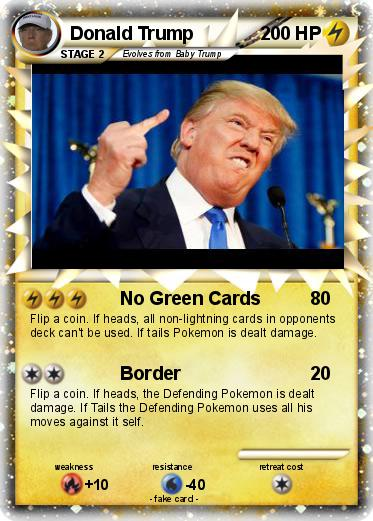 Donald Trump 200 HP
STAGE 2 Evolves from Baby Trump
No Green Cards 80
Flip a coin. If heads, all non-lightning cards in opponents
deck can't be used. If tails Pokemon is dealt damage.
Border 20
Flip a coin. If heads, the Defending Pokemon is dealt
damage. If Tails the Defending Pokemon uses all his
moves against it self.
weakness resistance retreat cost
+10 -40
- fake card -